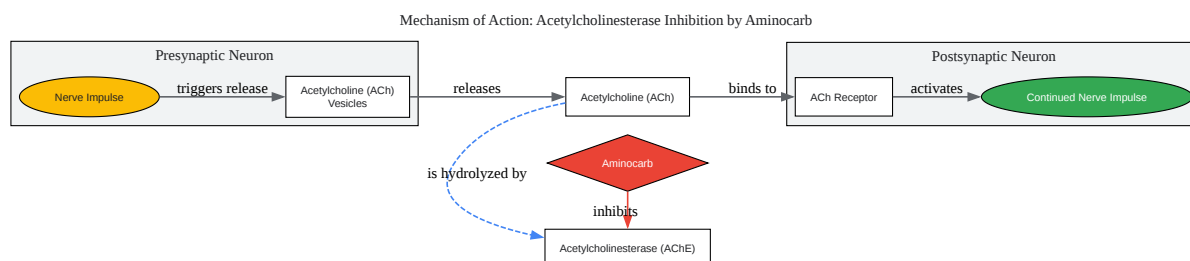 Mechanism of Action: Acetylcholinesterase Inhibition by Aminocarb
Presynaptic Neuron
Postsynaptic Neuron
Nerve Impulse
triggers release
Acetylcholine (ACh)
Vesicles
releases
Acetylcholine (ACh)
binds to
ACh Receptor
activates
Continued Nerve Impulse
Aminocarb
is hydrolyzed by
inhibits
Acetylcholinesterase (AChE)